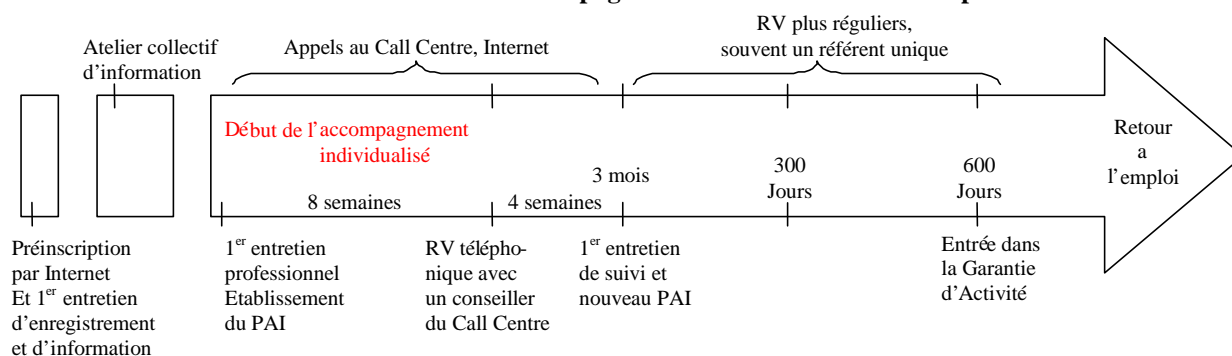 Atelier collectif
d'information
Appels au Call Centre, Internet
RV plus réguliers,
souvent un référent unique
Début de l'accompagnement
individualisé
8 semaines
4 semaines
3 mois
300
Jours
600
Jours
Retour
a
l'emploi
Préinscription
par Internet
Et 1er entretien
d'enregistrement
et d'information
1er entretien
professionnel
Etablissement
du PAI
RV télépho-
nique avec
un conseiller
du Call Centre
1er entretien
de suivi et
nouveau PAI
Entrée dans
la Garantie
d'Activité